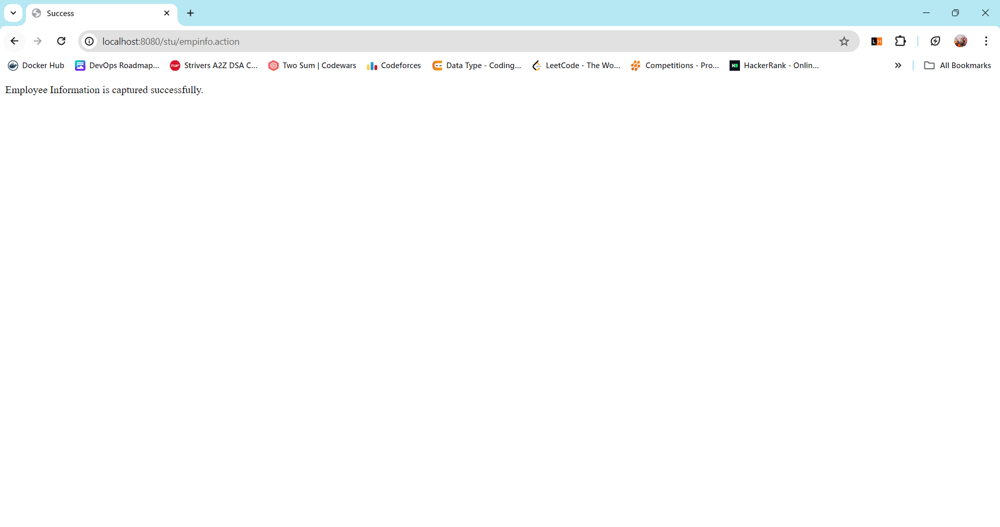 Success
localhost:8080/stu/empinfo.action
Docker Hub DevOps Roadmap... TUF Strivers A2Z DSA C... Two Sum | Codewars Codeforces Data Type - Coding... LeetCode - The Wo... Competitions - Pro... H HackerRank - Onlin... All Bookmarks
L H
Employee Information is captured successfully.